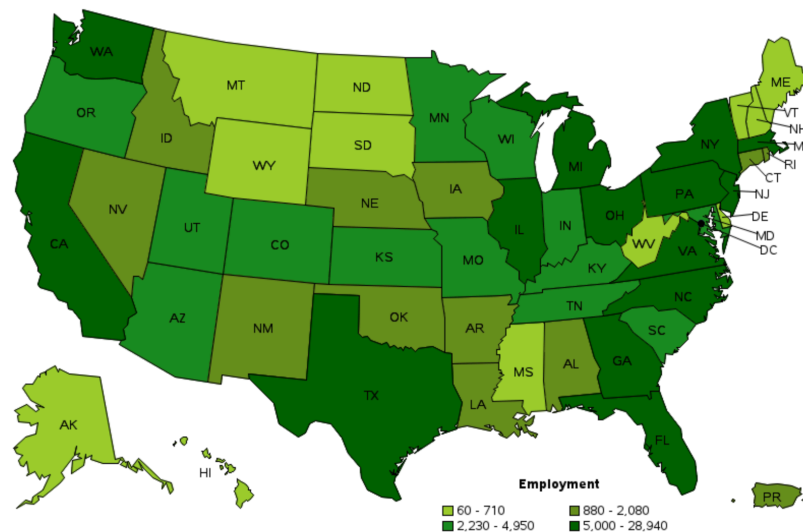 WA
MT
ND
ME
OR
MN
VT
ID
NH
SD
WI
NY
M
WY
MI
RI
CT
IA
PA
NJ
NE
NV
OH
DE
IL
IN
UT
MD
CO
WV
CA
DC
KS
MO
VA
KY
NC
TN
AZ
OK
NM
AR
SC
MS
AL
GA
TX
LA
AK
FL
HI
Employment
60 - 710
880 - 2,080
PR
2,230 - 4,950
5,000 - 28,940